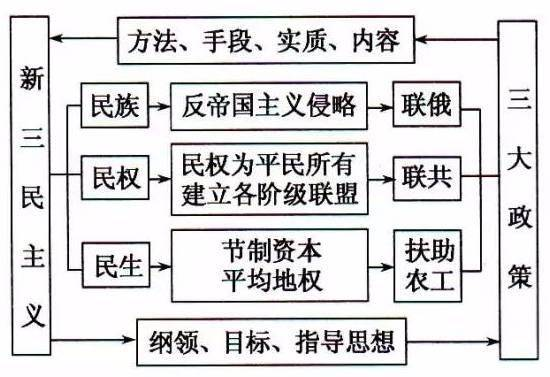 方法、手段、实质、内容
新三民主义
民族
反帝国主义侵略
联俄
民权
民权为平民所有
建立各阶级联盟
联共
民生
节制资本
平均地权
扶助
农工
三大政策
纲领、目标、指导思想